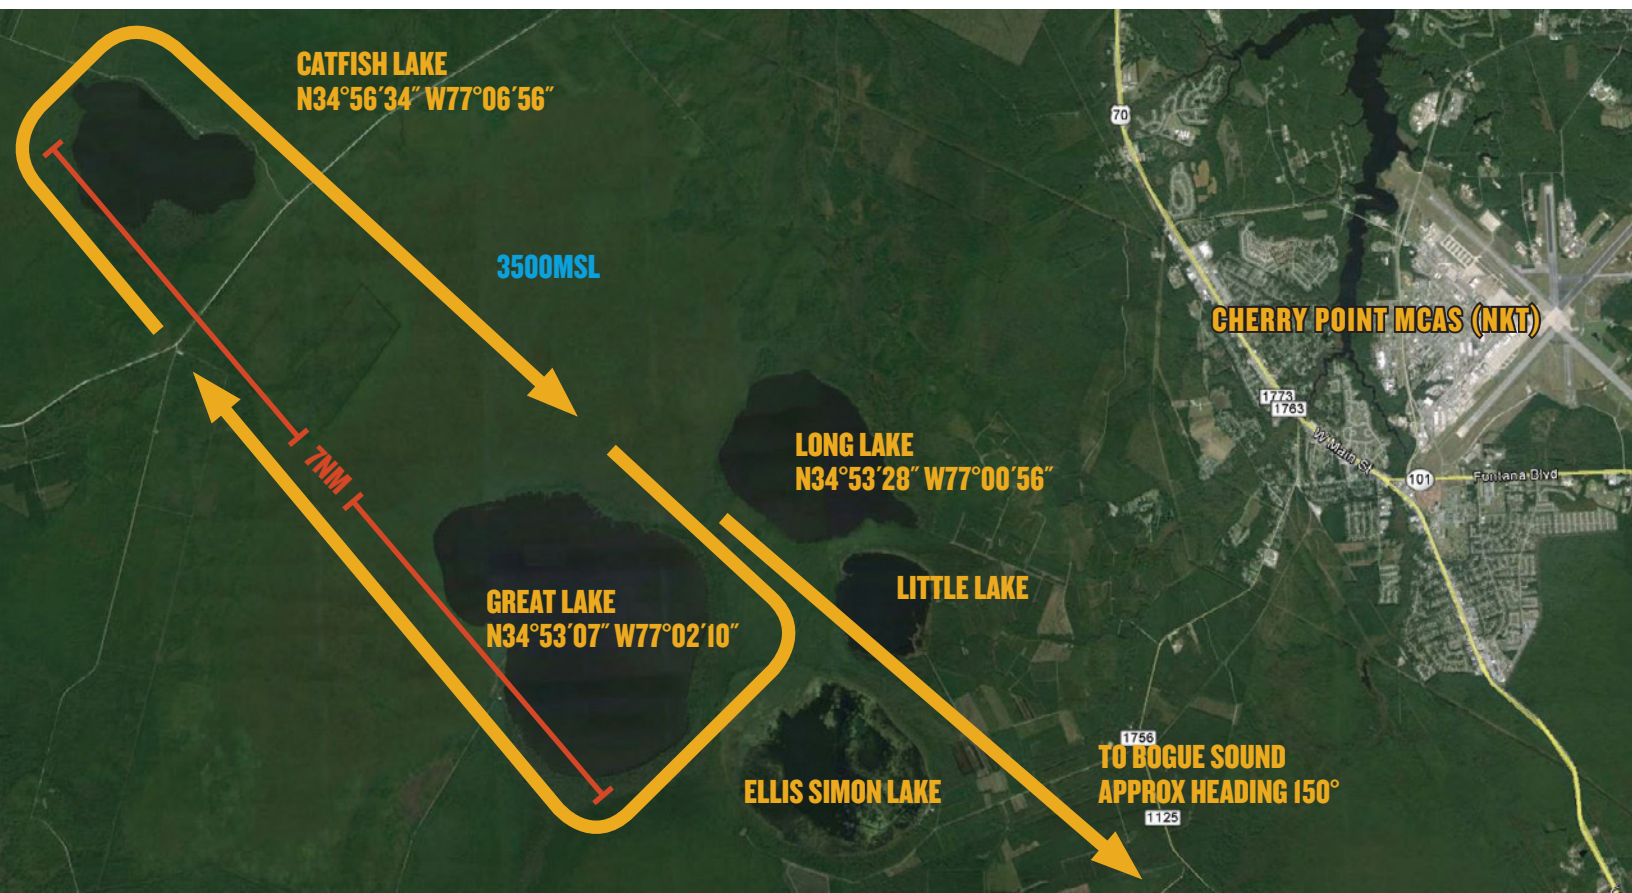 CATFISH LAKE
N34°56′34″ W77°06′56″
70
3500MSL
CHERRY POINT MCAS (NKT)
1773
1763
W Main St
LONG LAKE
N34°53′28″ W77°00′56″
7NM
101
Fontana Blvd
LITTLE LAKE
GREAT LAKE
N34°53′07″ W77°02′10″
1756
TO BOGUE SOUND
APPROX HEADING 150°
ELLIS SIMON LAKE
1125